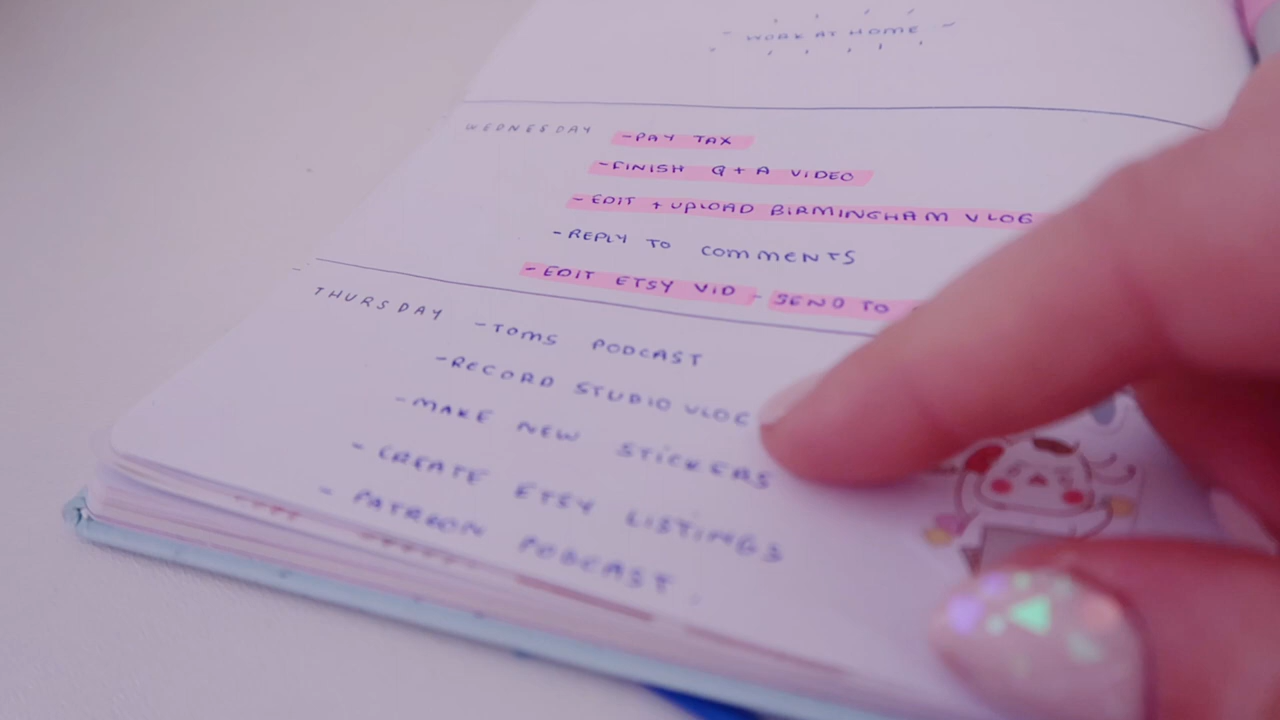 - WORK AT HOME -
WEDNESDAY - PAY TAX
- FINISH Q + A VIDEO
- EDIT + UPLOAD BIRMINGHAM VLOG
- REPLY TO COMMENTS
- EDIT ETSY VID - SEND TO
THURSDAY - TOMS PODCAST
- RECORD STUDIO VLOG
- MAKE NEW STICKERS
- CREATE ETSY LISTINGS
- PATREON PODCAST.